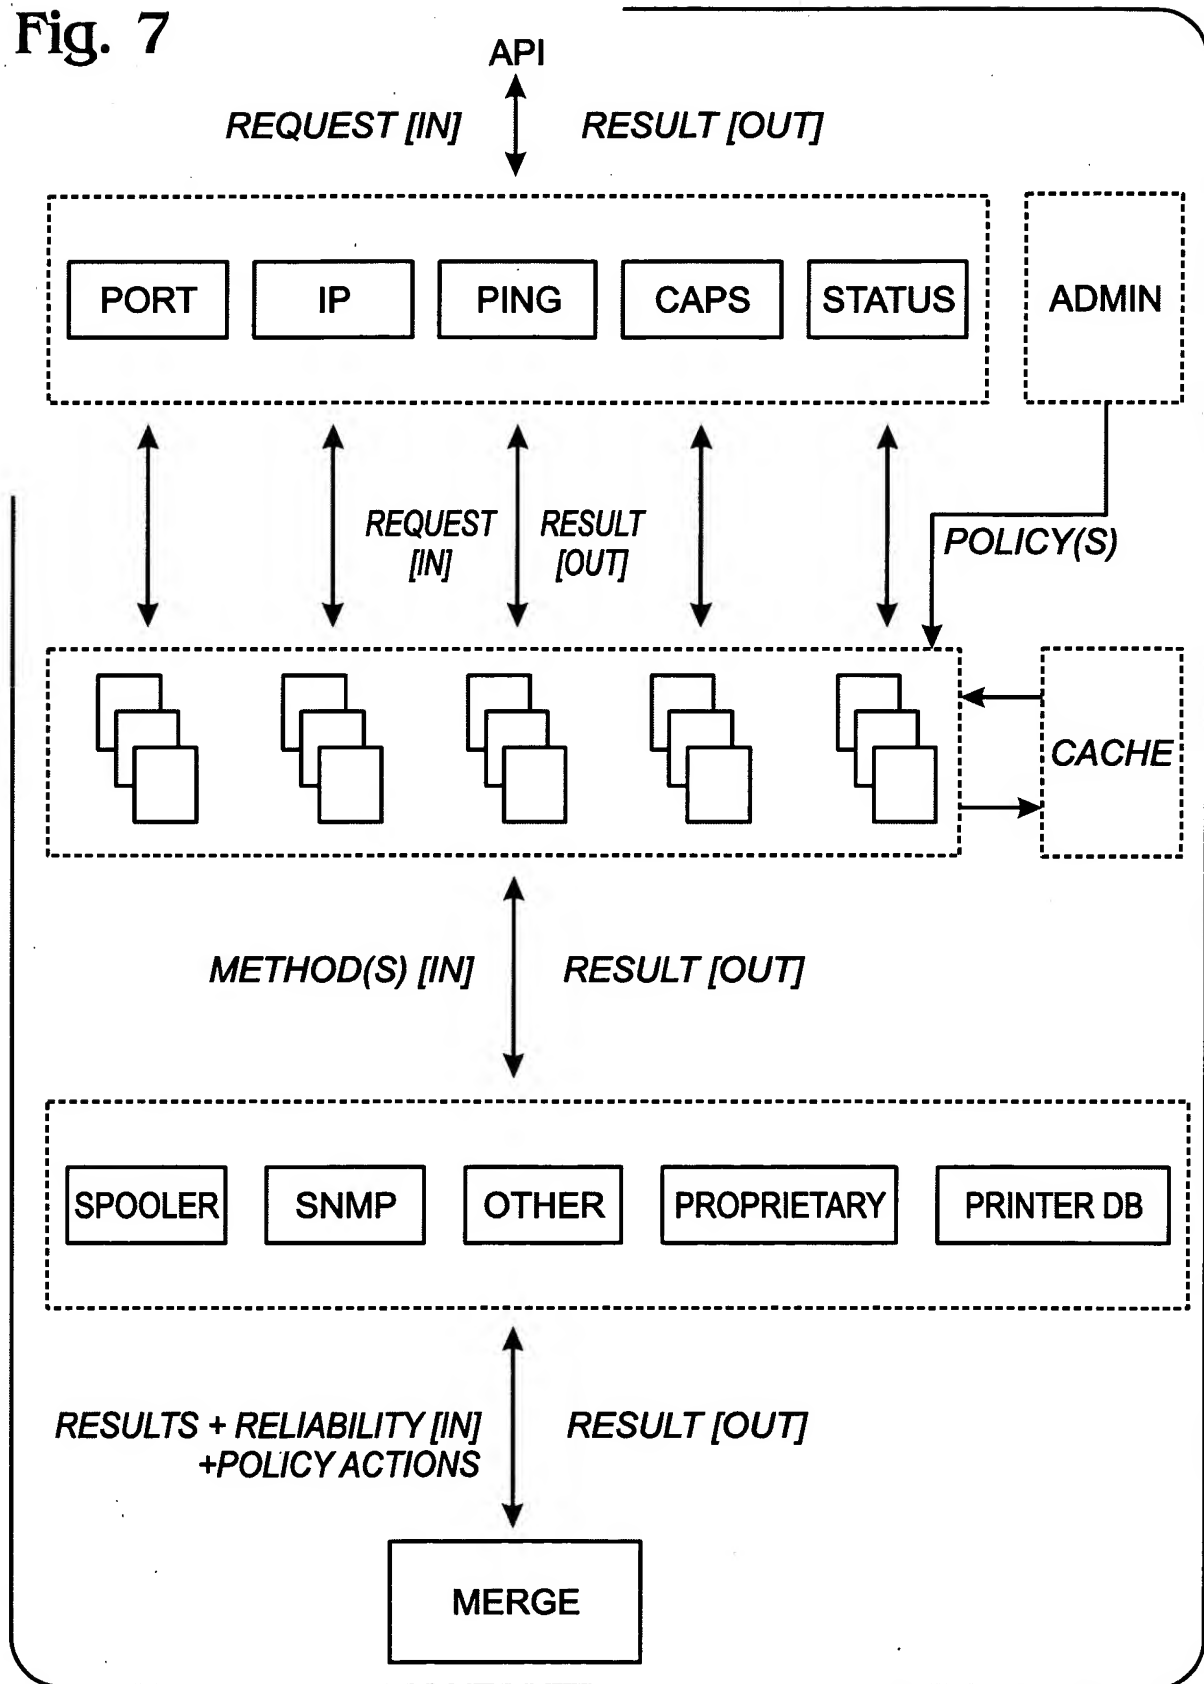 Fig. 7
API
REQUEST [IN] RESULT [OUT]
PORT IP PING CAPS STATUS ADMIN
REQUEST [IN] RESULT [OUT]
POLICY(S)
CACHE
METHOD(S) [IN] RESULT [OUT]
SPOOLER SNMP OTHER PROPRIETARY PRINTER DB
RESULTS + RELIABILITY [IN] RESULT [OUT]
+POLICY ACTIONS
MERGE